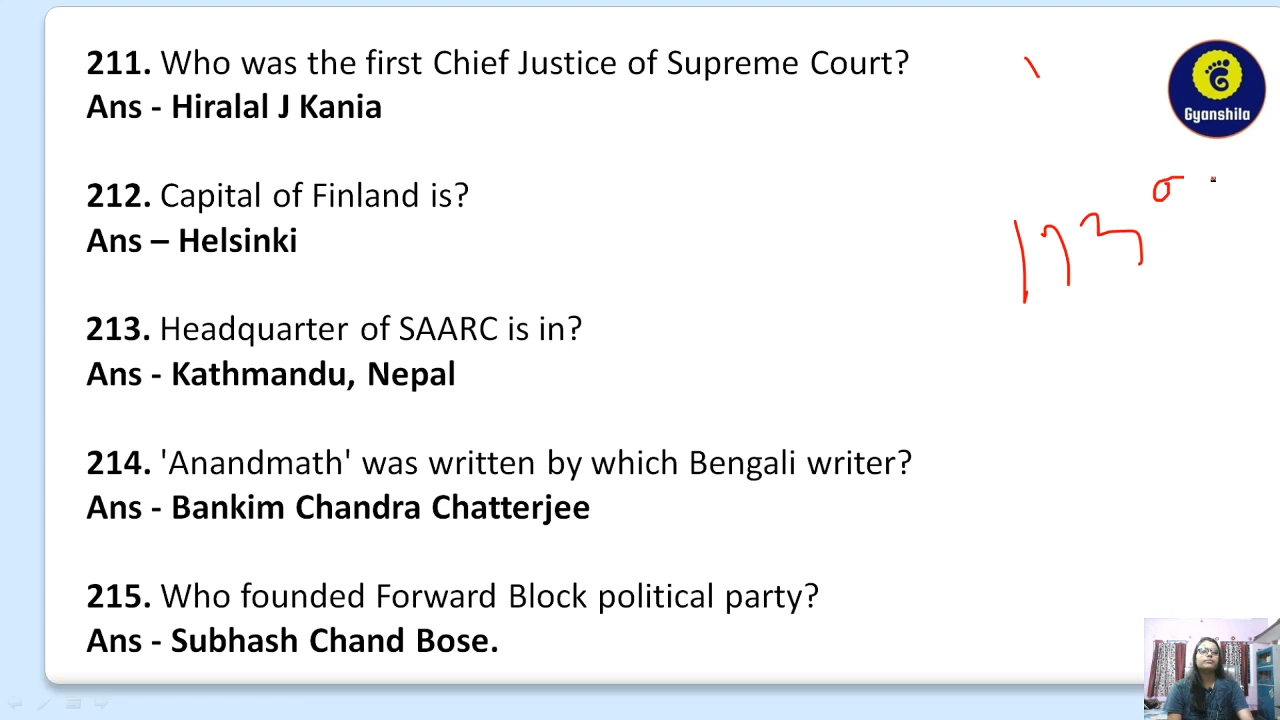 211. Who was the first Chief Justice of Supreme Court?
Ans - Hiralal J Kania
Gyanshila
212. Capital of Finland is?
Ans – Helsinki
213. Headquarter of SAARC is in?
Ans - Kathmandu, Nepal
214. 'Anandmath' was written by which Bengali writer?
Ans - Bankim Chandra Chatterjee
215. Who founded Forward Block political party?
Ans - Subhash Chand Bose.